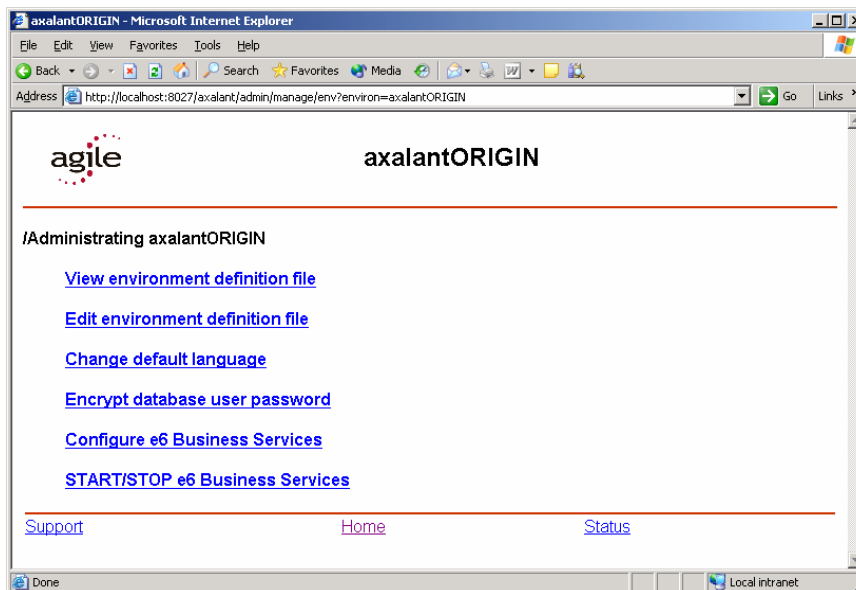 axalantORIGIN - Microsoft Internet Explorer
File Edit View Favorites Tools Help
Back Search Favorites Media
Address http://localhost:8027/axalant/admin/manage/env?environ=axalantORIGIN Go Links
agile
axalantORIGIN
/Administrating axalantORIGIN
View environment definition file
Edit environment definition file
Change default language
Encrypt database user password
Configure e6 Business Services
START/STOP e6 Business Services
Support Home Status
Done Local intranet